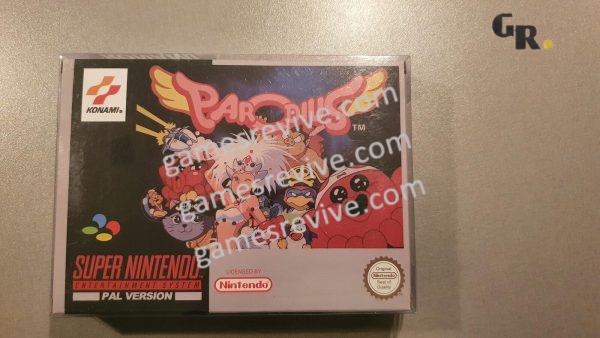 GR.
KONAMI®
PARODIUS
TM
gamesrevive.com
gamesrevive.com
gamesrevive.com
SUPER NINTENDO
ENTERTAINMENT SYSTEM
PAL VERSION
LICENSED BY
Nintendo
Original
Nintendo
Seal of
Quality